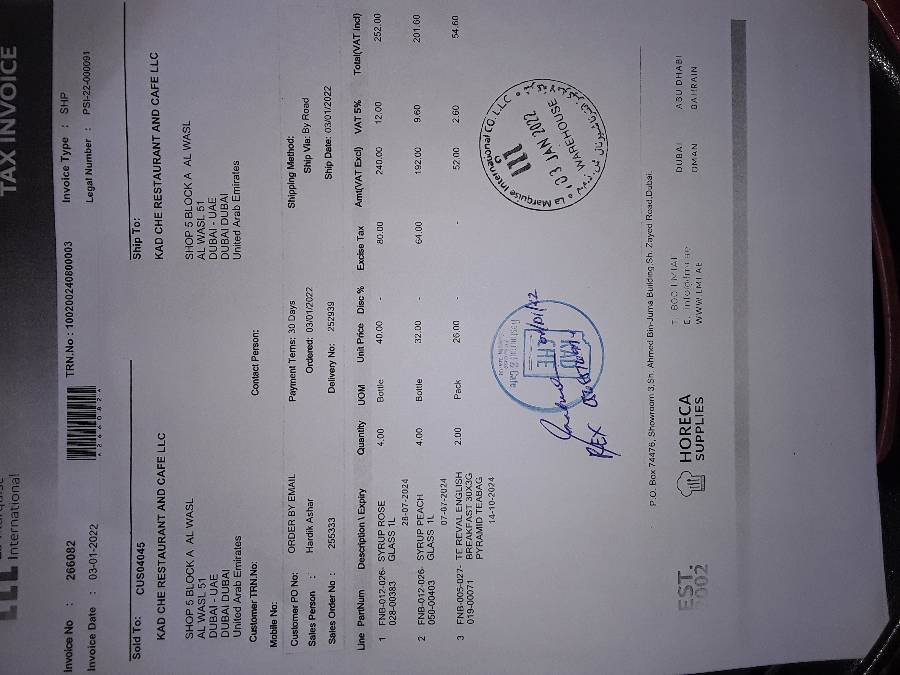 TAX INVOICE
International
Invoice No : 266082 TRN.No - 100200240800003 Invoice Type : SHP
Invoice Date : 03-01-2022 A266082A Legal Number : PSI-22-000091
Sold To: CUS04045 Ship To:
KAD CHE RESTAURANT AND CAFE LLC KAD CHE RESTAURANT AND CAFE LLC
SHOP 5 BLOCK A AL WASL SHOP 5 BLOCK A AL WASL
AL WASL 51 AL WASL 51
DUBAI - UAE DUBAI - UAE
DUBAI DUBAI DUBAI DUBAI
United Arab Emirates United Arab Emirates
Customer TRN.No: Contact Person:
Mobile No:
Customer PO No: ORDER BY EMAIL Payment Tems: 30 Days Shipping Method:
Sales Person : Hardik Ashar Ordered: 03/01/2022 Ship Via: By Road
Sales Order No : 255333 Delivery No: 252939 Ship Date: 03/01/2022
Line PartNum Description \ Expiry Quantity UOM Unit Price Disc % Excise Tax Amt(VAT Excl) VAT 5% Total(VAT Incl)
1 FNB-012-026- SYRUP ROSE 4.00 Bottle 40.00 - 80.00 240.00 12.00 252.00
028-00383 GLASS 1L
28-07-2024
2 FNB-012-026- SYRUP PEACH 4.00 Bottle 32.00 - 64.00 192.00 9.60 201.60
050-00403 GLASS 1L
07-07-2024
3 FNB-005-027- TE REVAL ENGLISH 2.00 Pack 26.00 - - 52.00 2.60 54.60
019-00071 BREAKFAST 30X3G
PYRAMID TEABAG
14-10-2024
La Marquise International CO. L.L.C
03 JAN 2022
WAREHOUSE
KAD
CHE
Restaurant & Cafe
REX
P.O. Box 74476, Showroom 3,Sh. Ahmed Bin-Juma Building,Sh. Zayed Road,Dubai
EST. HORECA T. 800 LMIAE DUBAI ABU DHABI
2002 SUPPLIES E. info@lmi.ae OMAN BAHRAIN
WWW.LMI.AE